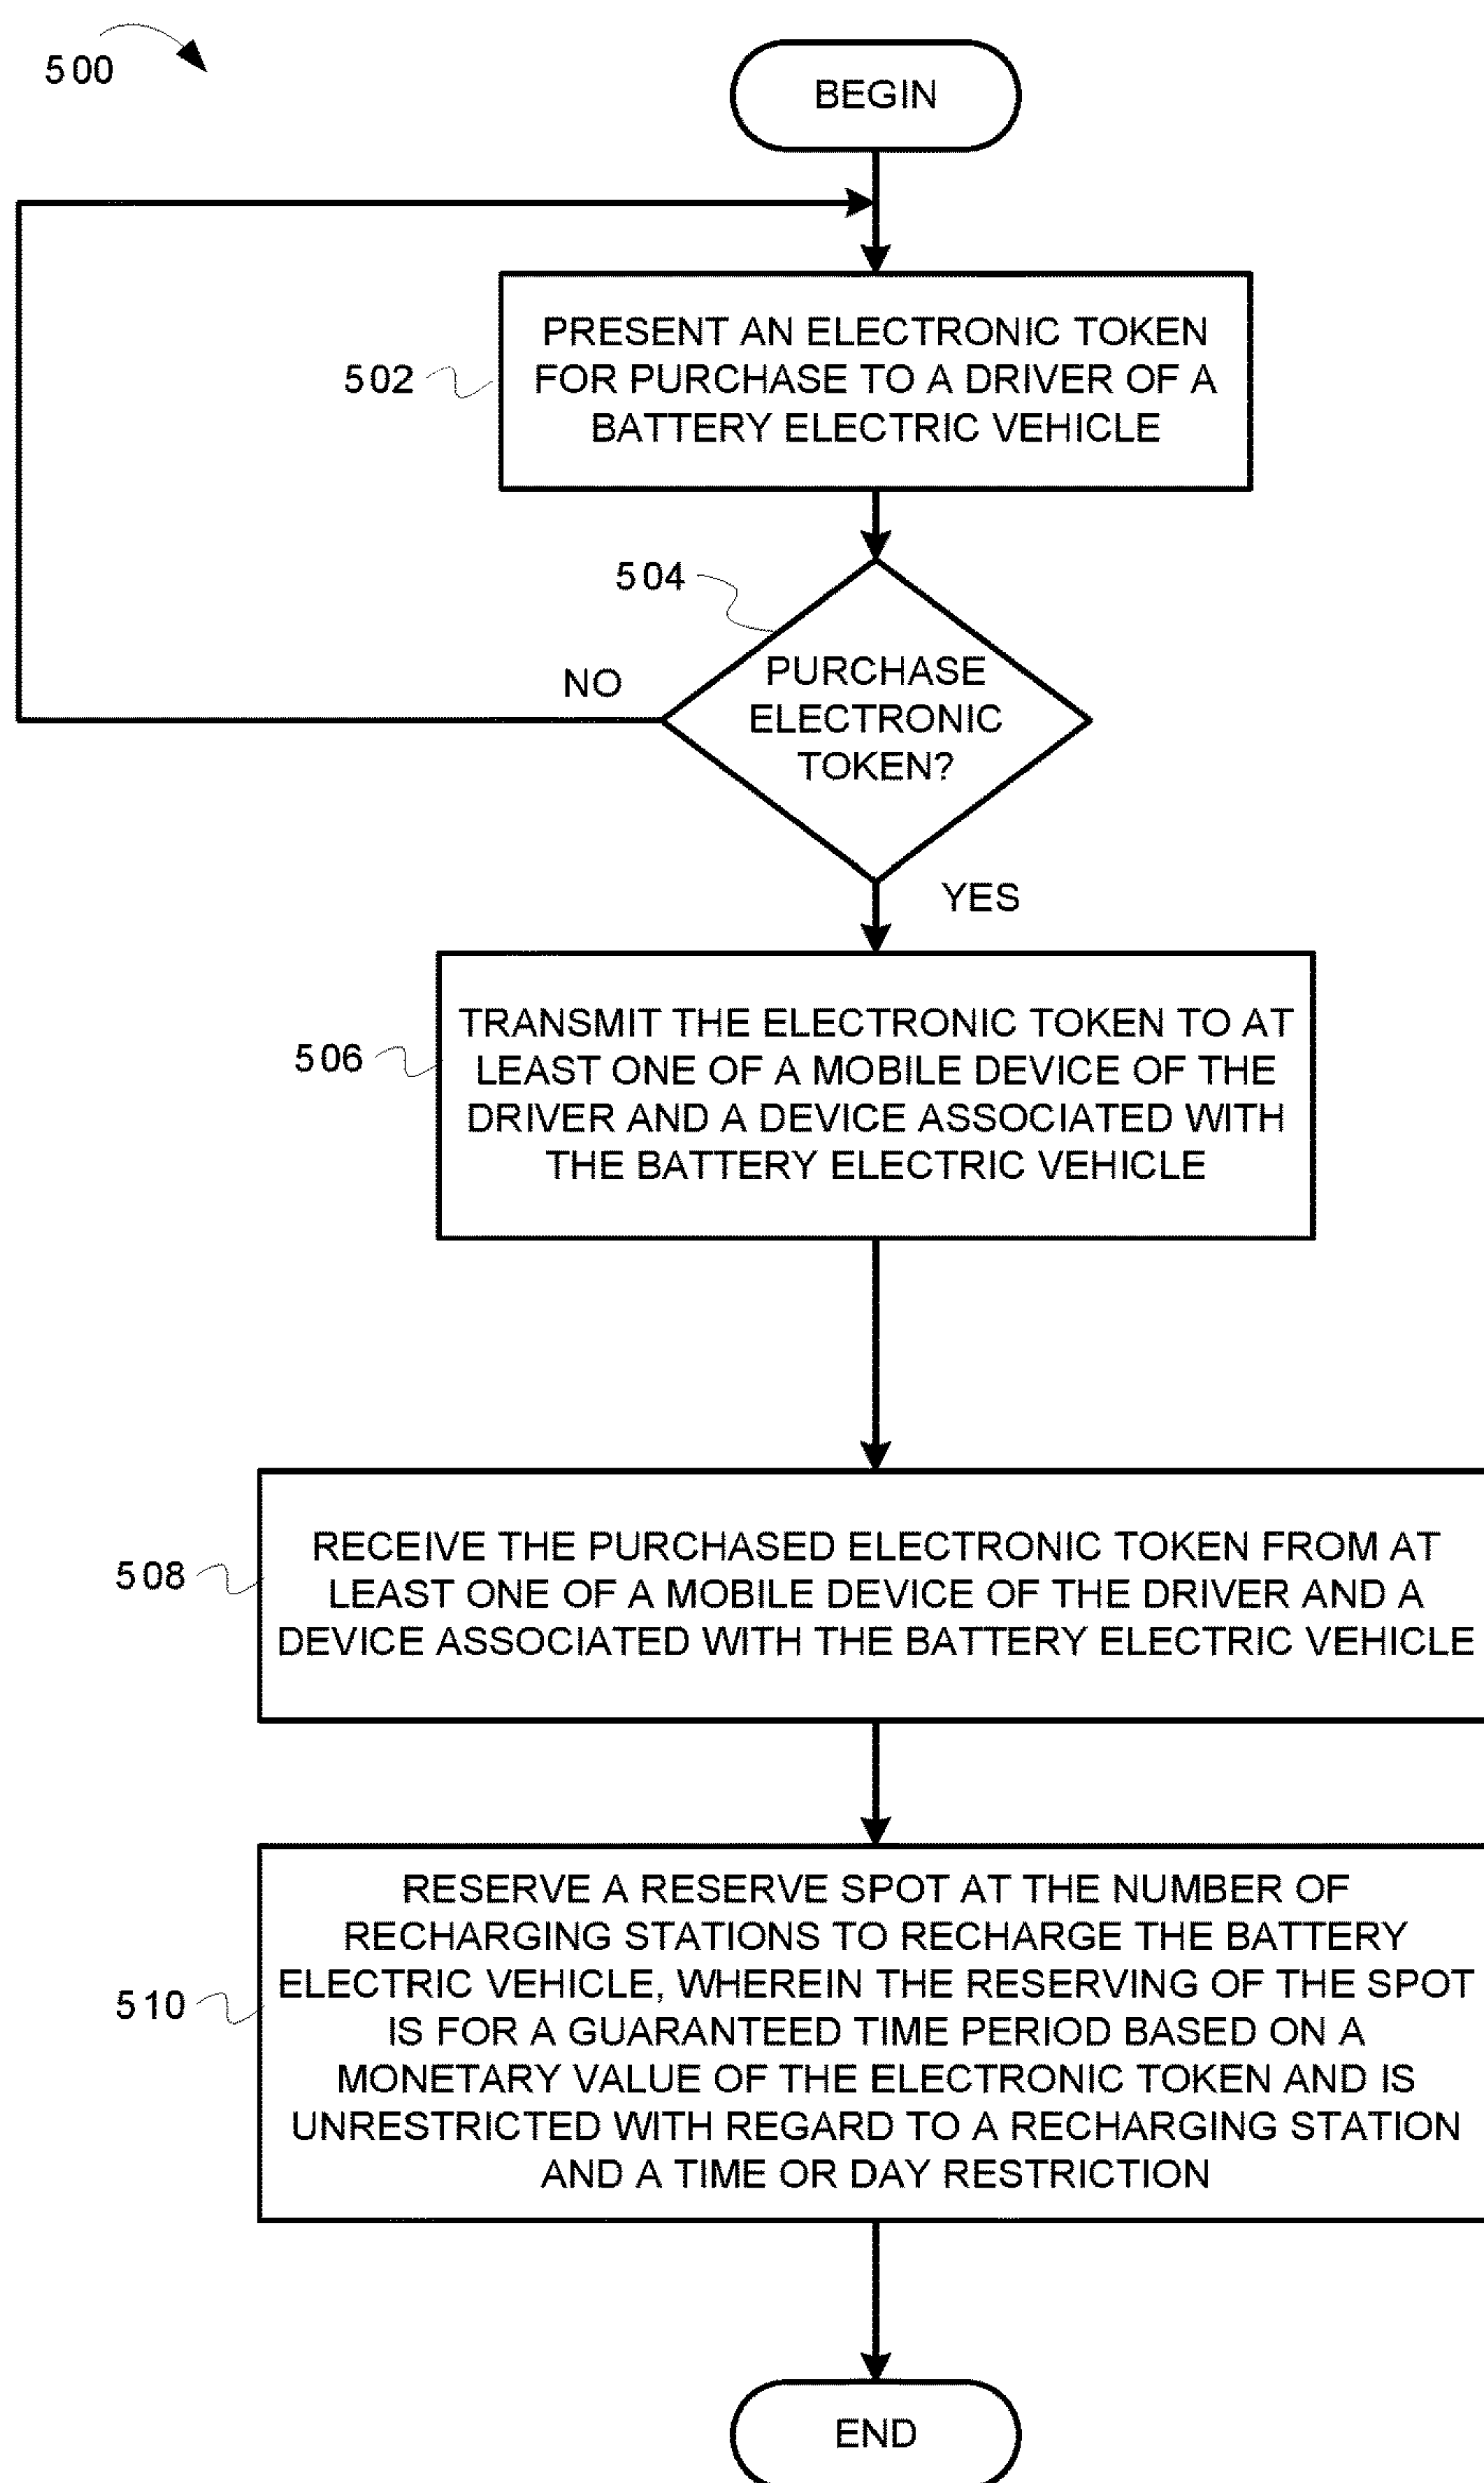 500
BEGIN
PRESENT AN ELECTRONIC TOKEN
FOR PURCHASE TO A DRIVER OF A
BATTERY ELECTRIC VEHICLE
502
504
PURCHASE
ELECTRONIC
TOKEN?
NO
YES
TRANSMIT THE ELECTRONIC TOKEN TO AT
LEAST ONE OF A MOBILE DEVICE OF THE
DRIVER AND A DEVICE ASSOCIATED WITH
THE BATTERY ELECTRIC VEHICLE
506
RECEIVE THE PURCHASED ELECTRONIC TOKEN FROM AT
LEAST ONE OF A MOBILE DEVICE OF THE DRIVER AND A
DEVICE ASSOCIATED WITH THE BATTERY ELECTRIC VEHICLE
508
RESERVE A RESERVE SPOT AT THE NUMBER OF
RECHARGING STATIONS TO RECHARGE THE BATTERY
ELECTRIC VEHICLE, WHEREIN THE RESERVING OF THE SPOT
IS FOR A GUARANTEED TIME PERIOD BASED ON A
MONETARY VALUE OF THE ELECTRONIC TOKEN AND IS
UNRESTRICTED WITH REGARD TO A RECHARGING STATION
AND A TIME OR DAY RESTRICTION
510
END